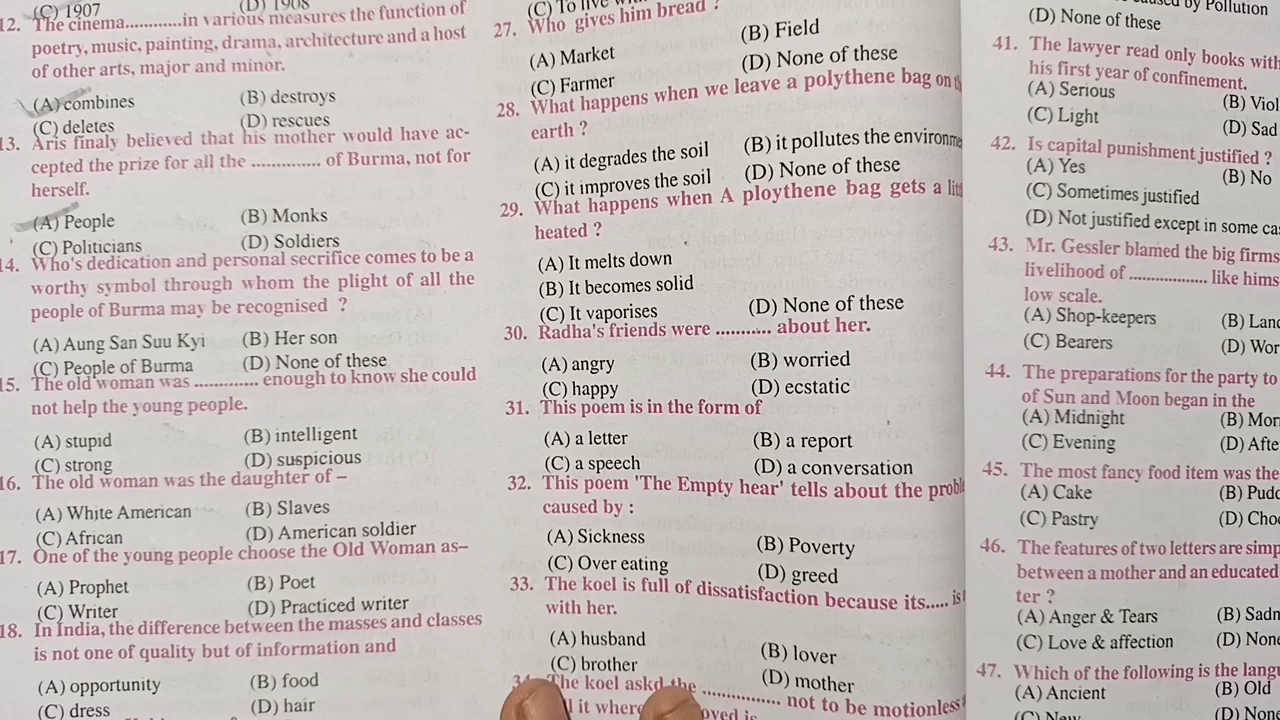 (C) 1907
(D) 1908
12. The cinema............in various measures the function of
poetry, music, painting, drama, architecture and a host
of other arts, major and minor.
(A) combines (B) destroys
(C) deletes (D) rescues
13. Aris finaly believed that his mother would have ac-
cepted the prize for all the .............. of Burma, not for
herself.
(A) People (B) Monks
(C) Politicians (D) Soldiers
14. Who's dedication and personal secrifice comes to be a
worthy symbol through whom the plight of all the
people of Burma may be recognised ?
(A) Aung San Suu Kyi (B) Her son
(C) People of Burma (D) None of these
15. The old woman was ............. enough to know she could
not help the young people.
(A) stupid (B) intelligent
(C) strong (D) suspicious
16. The old woman was the daughter of –
(A) White American (B) Slaves
(C) African (D) American soldier
17. One of the young people choose the Old Woman as–
(A) Prophet (B) Poet
(C) Writer (D) Practiced writer
18. In India, the difference between the masses and classes
is not one of quality but of information and
(A) opportunity (B) food
(C) dress (D) hair
(C) To live
27. Who gives him bread ?
(A) Market (B) Field
(C) Farmer (D) None of these
28. What happens when we leave a polythene bag on
earth ?
(A) it degrades the soil (B) it pollutes the environme
(C) it improves the soil (D) None of these
29. What happens when A ploythene bag gets a
heated ?
(A) It melts down
(B) It becomes solid
(C) It vaporises (D) None of these
30. Radha's friends were ........... about her.
(A) angry (B) worried
(C) happy (D) ecstatic
31. This poem is in the form of
(A) a letter (B) a report
(C) a speech (D) a conversation
32. This poem 'The Empty hear' tells about the
caused by :
(A) Sickness (B) Poverty
(C) Over eating (D) greed
33. The koel is full of dissatisfaction because its..... is
with her.
(A) husband (B) lover
(C) brother (D) mother
34. The koel askd the .............. not to be motionless
it where
by Pollution
(D) None of these
41. The lawyer read only books with
his first year of confinement.
(A) Serious (B) Viol
(C) Light (D) Sad
42. Is capital punishment justified ?
(A) Yes (B) No
(C) Sometimes justified
(D) Not justified except in some
43. Mr. Gessler blamed the big firms
livelihood of .................. like hims
low scale.
(A) Shop-keepers (B) Lan
(C) Bearers (D) Wor
44. The preparations for the party to
of Sun and Moon began in the
(A) Midnight (B) Mor
(C) Evening (D) Afte
45. The most fancy food item was the
(A) Cake (B) Pud
(C) Pastry (D) Cho
46. The features of two letters are simp
between a mother and an educated
ter ?
(A) Anger & Tears (B) Sadn
(C) Love & affection (D) Non
47. Which of the following is the lang
(A) Ancient (B) Old
(C) New (D) Non